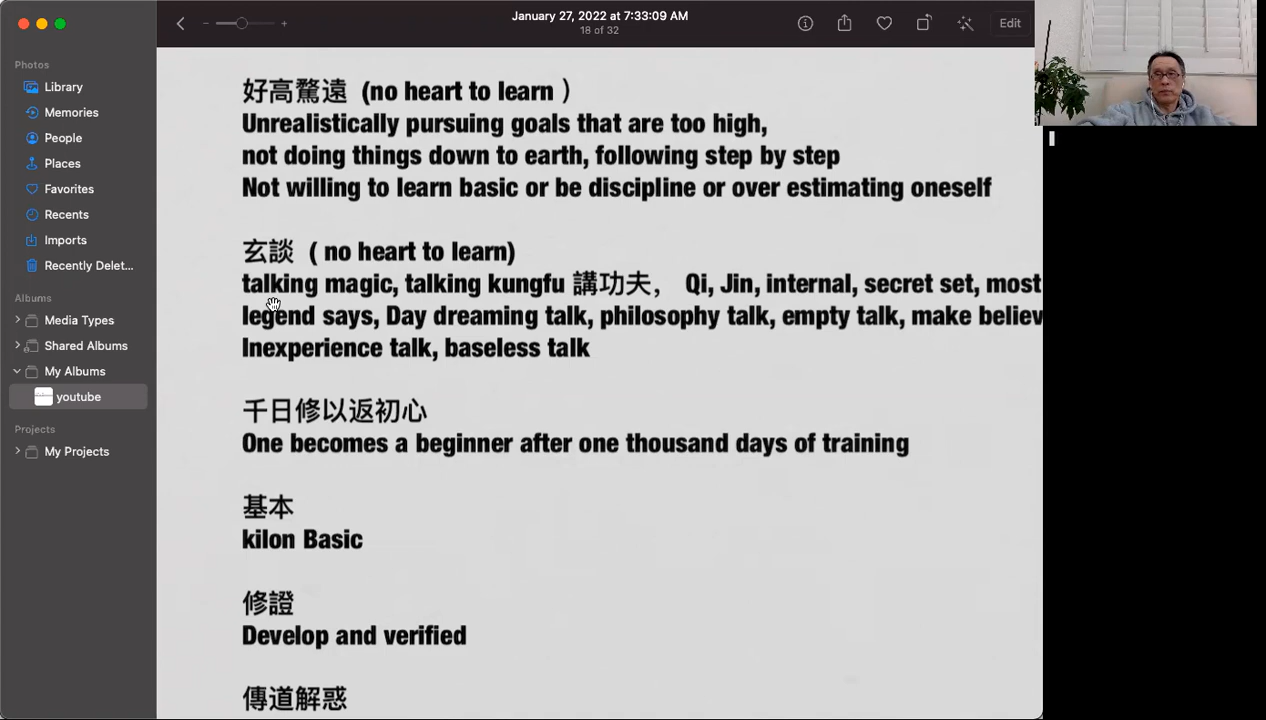 January 27, 2022 at 7:33:09 AM
18 of 32
Edit
Photos
Library
Memories
People
Places
Favorites
Recents
Imports
Recently Delet...
Albums
Media Types
Shared Albums
My Albums
youtube
Projects
My Projects
好高騖遠 (no heart to learn )
Unrealistically pursuing goals that are too high,
not doing things down to earth, following step by step
Not willing to learn basic or be discipline or over estimating oneself
玄談 ( no heart to learn)
talking magic, talking kungfu 講功夫, Qi, Jin, internal, secret set, most
legend says, Day dreaming talk, philosophy talk, empty talk, make believ
Inexperience talk, baseless talk
千日修以返初心
One becomes a beginner after one thousand days of training
基本
kilon Basic
修證
Develop and verified
傳道解惑